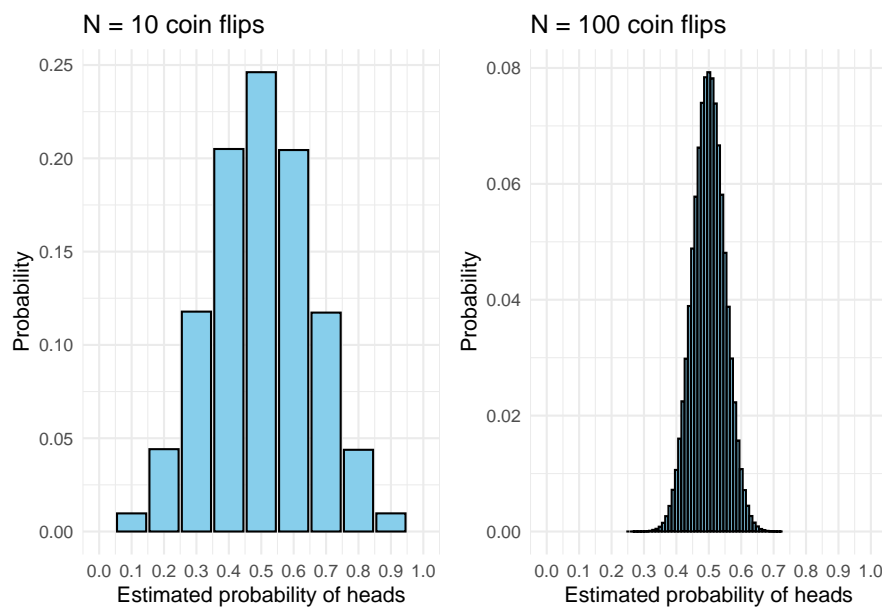 N = 10 coin flips
Probability
0.25
0.20
0.15
0.10
0.05
0.00
0.0 0.1 0.2 0.3 0.4 0.5 0.6 0.7 0.8 0.9 1.0
Estimated probability of heads
N = 100 coin flips
Probability
0.08
0.06
0.04
0.02
0.00
0.0 0.1 0.2 0.3 0.4 0.5 0.6 0.7 0.8 0.9 1.0
Estimated probability of heads